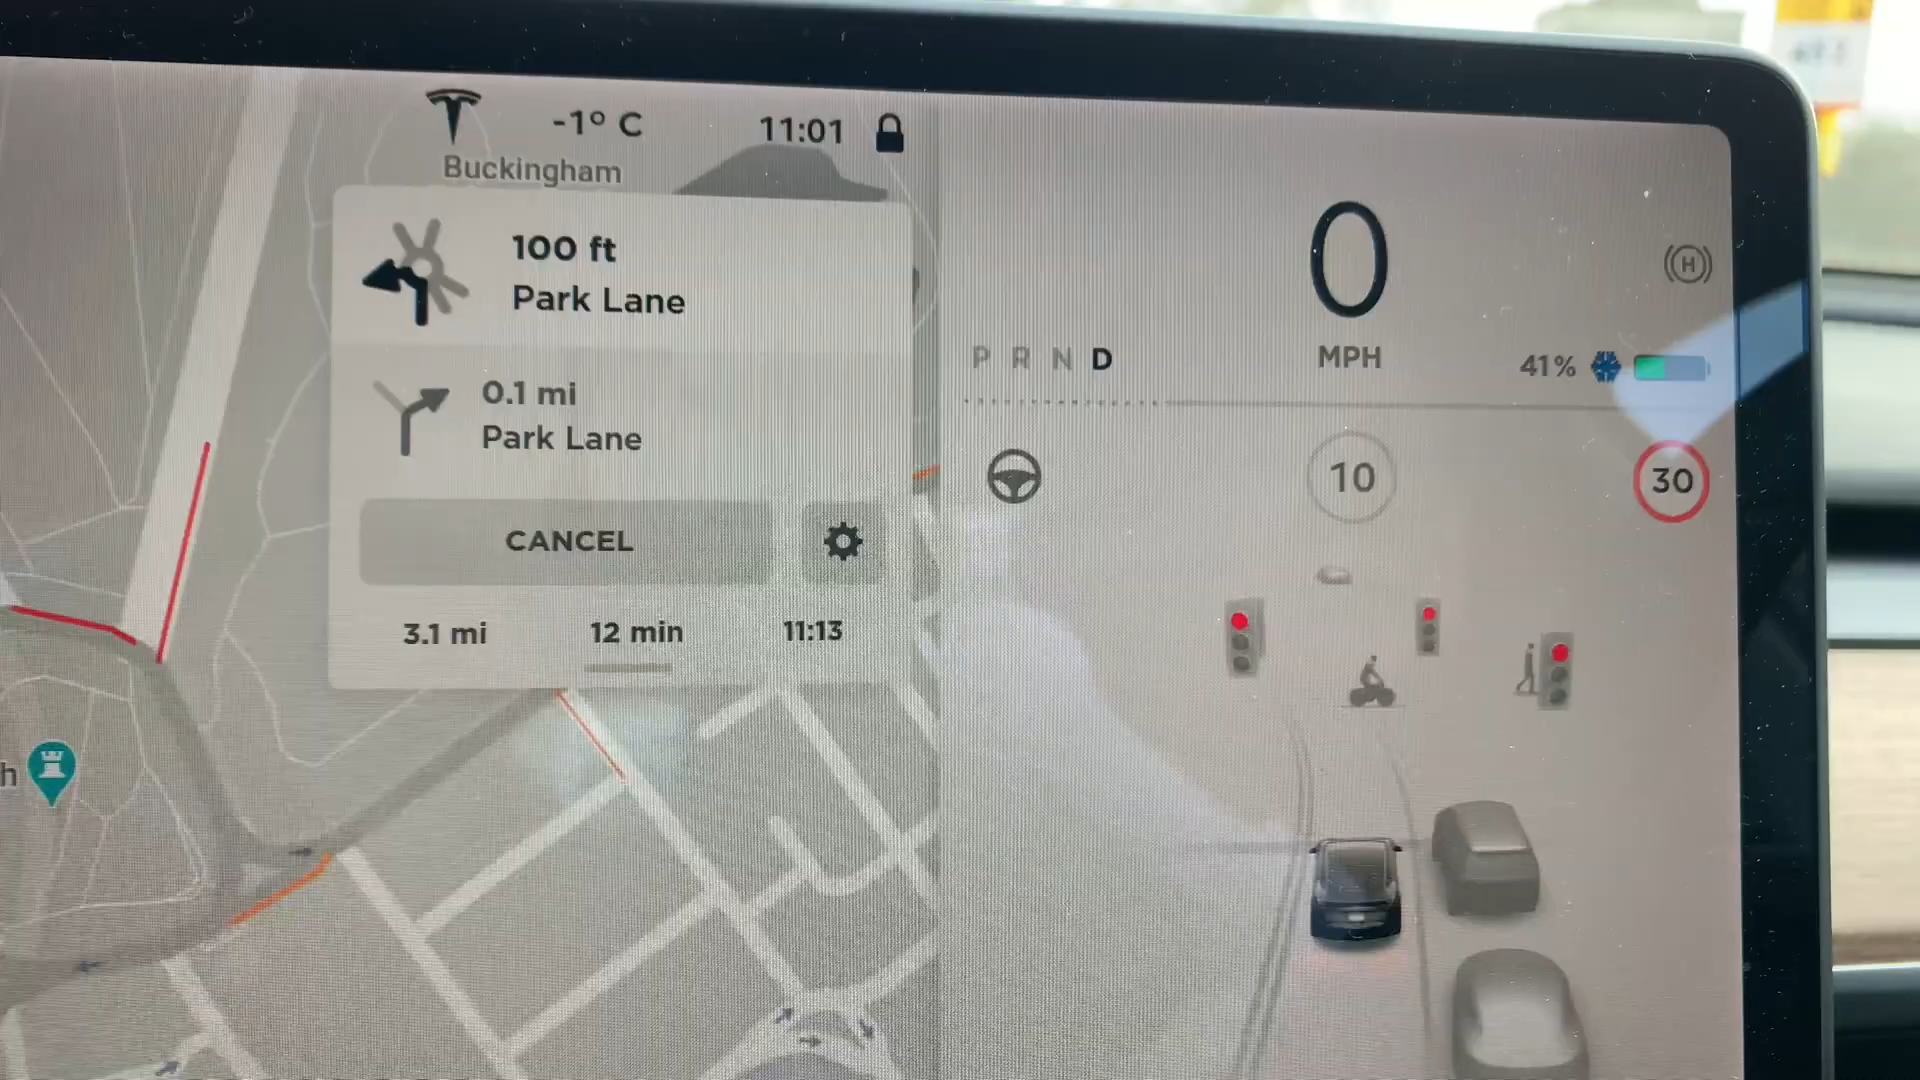 -1° C
11:01
Buckingham
100 ft
Park Lane
0.1 mi
Park Lane
CANCEL
3.1 mi 12 min 11:13
0
MPH
H
P R N D
41%
10
30
h